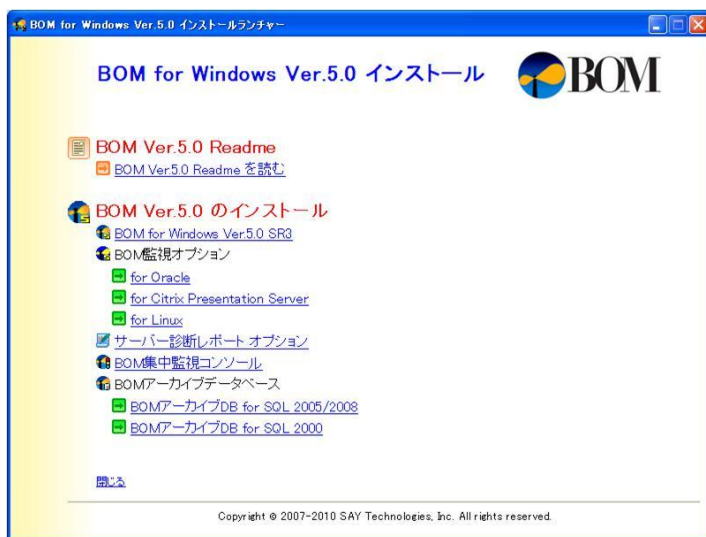 BOM for Windows Ver.5.0 インストールランチャー
BOM for Windows Ver.5.0 インストール
BOM
BOM Ver.5.0 Readme
BOM Ver.5.0 Readme を読む
BOM Ver.5.0 のインストール
BOM for Windows Ver.5.0 SR3
BOM監視オプション
for Oracle
for Citrix Presentation Server
for Linux
サーバー診断レポート オプション
BOM集中監視コンソール
BOMアーカイブデータベース
BOMアーカイブDB for SQL 2005/2008
BOMアーカイブDB for SQL 2000
閉じる
Copyright © 2007-2010 SAY Technologies, Inc. All rights reserved.